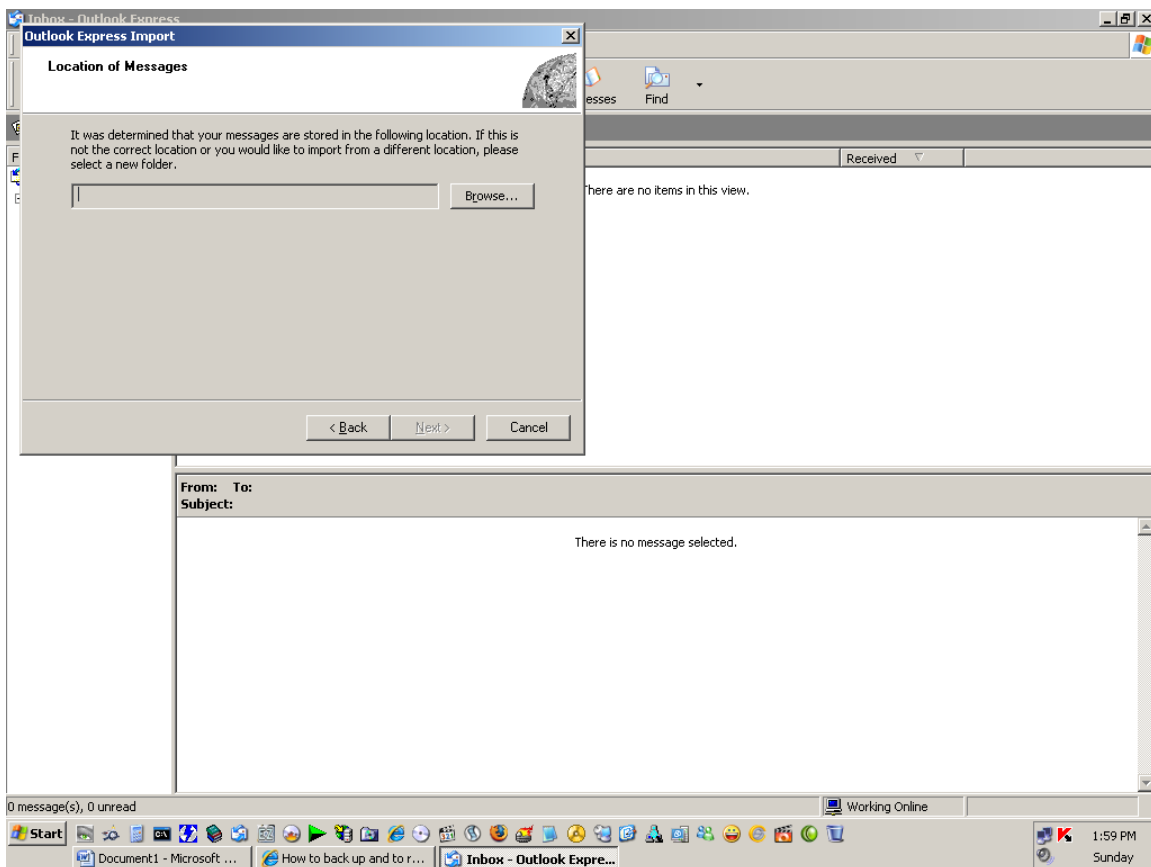 Inbox - Outlook Express
Outlook Express Import
Location of Messages
esses Find
It was determined that your messages are stored in the following location. If this is
not the correct location or you would like to import from a different location, please
select a new folder.
Browse...
F
Received
here are no items in this view.
< Back Next > Cancel
From: To:
Subject:
There is no message selected.
0 message(s), 0 unread
Working Online
Start
1:59 PM
Document1 - Microsoft ...
How to back up and to r...
Inbox - Outlook Expre...
Sunday